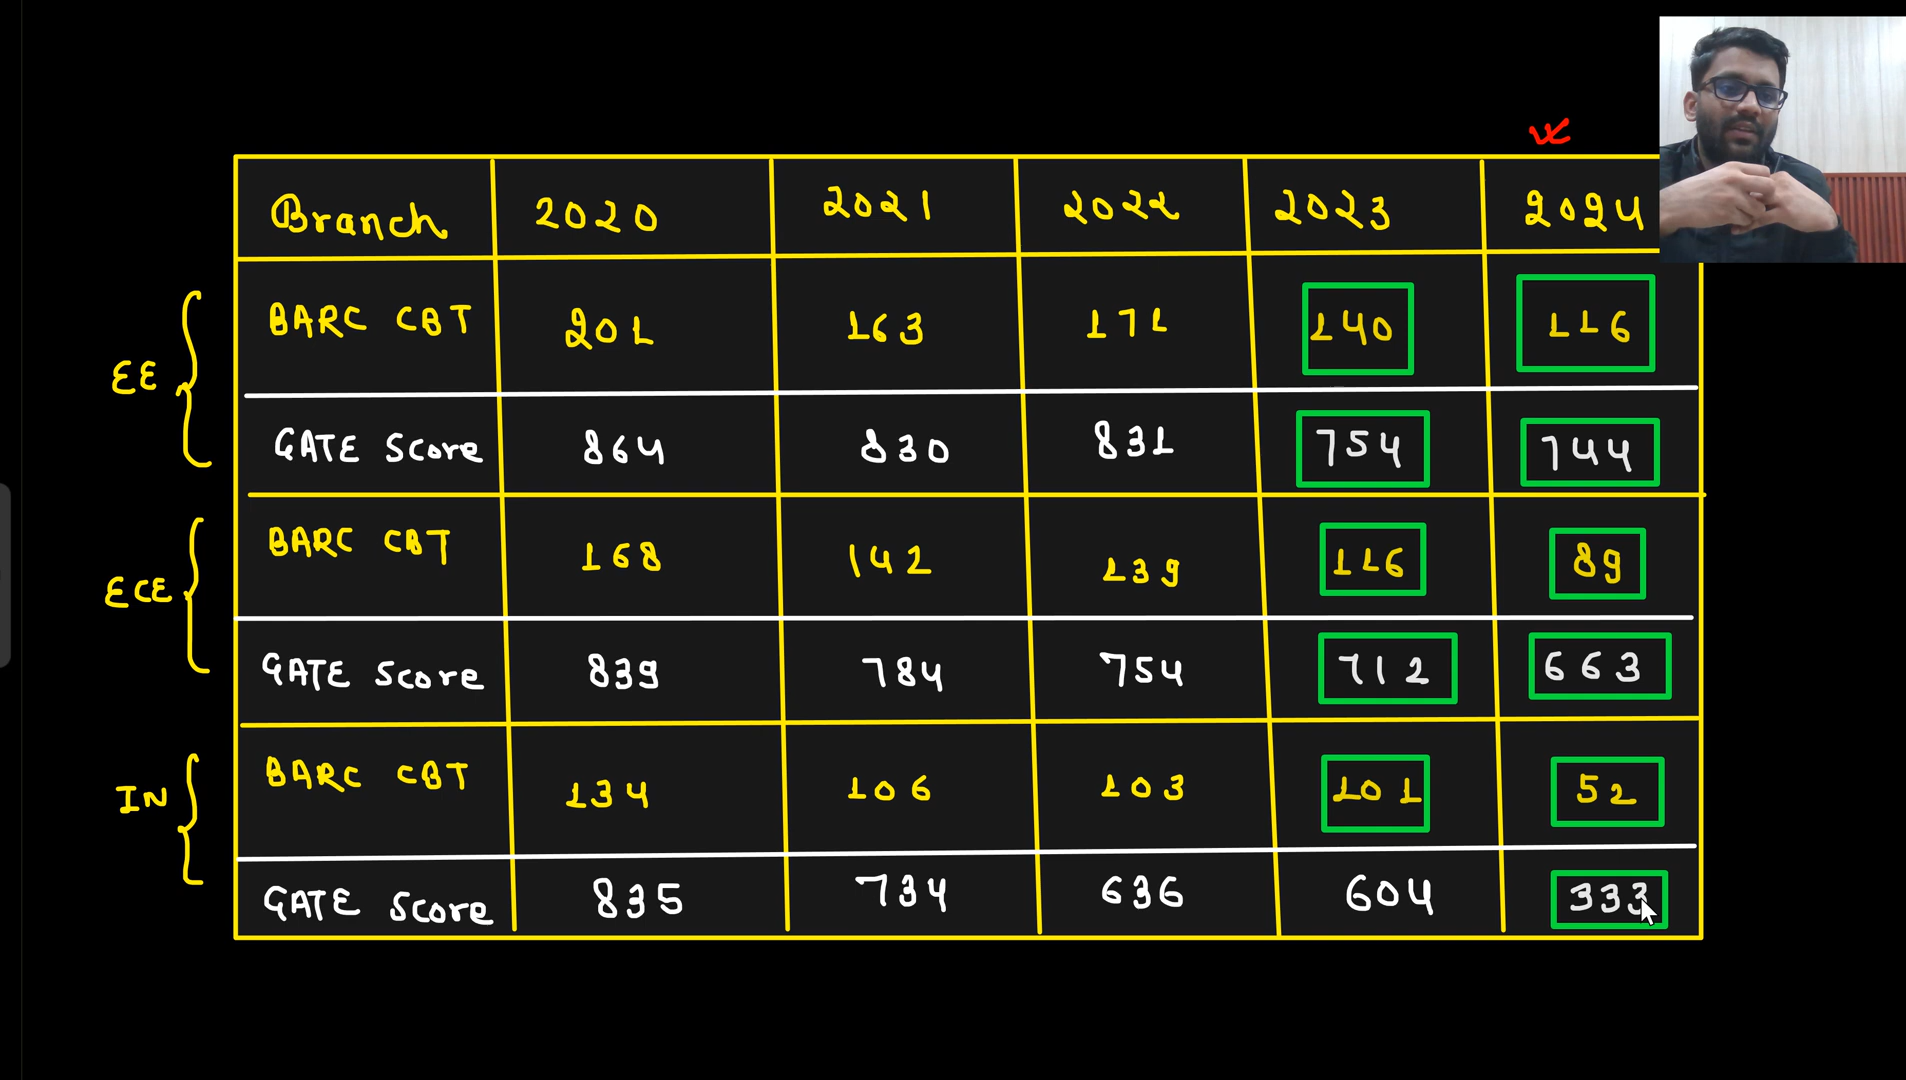 Branch 2020 2021 2022 2023 2024
EE
BARC CBT 201 163 171 140 116
GATE Score 864 830 831 754 744
ECE
BARC CBT 168 142 139 116 89
GATE Score 839 784 754 712 663
IN
BARC CBT 134 106 103 101 52
GATE Score 835 734 636 604 333